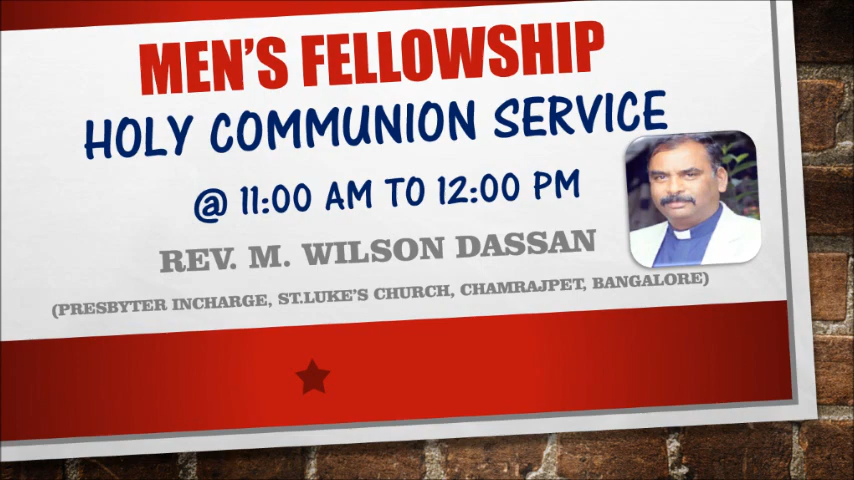 MEN'S FELLOWSHIP
HOLY COMMUNION SERVICE
@ 11:00 AM TO 12:00 PM
REV. M. WILSON DASSAN
(PRESBYTER INCHARGE, ST.LUKE'S CHURCH, CHAMRAJPET, BANGALORE)